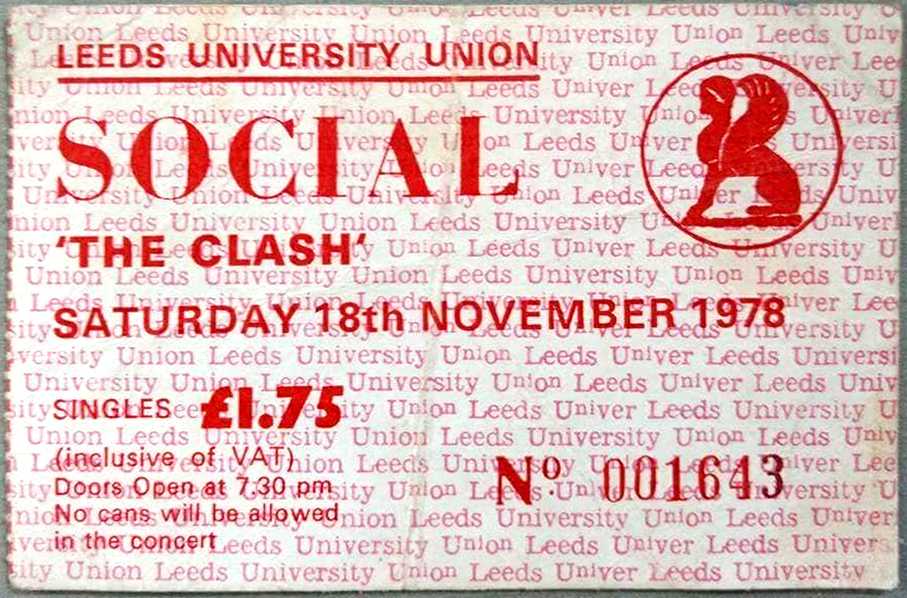 LEEDS UNIVERSITY UNION
SOCIAL
'THE CLASH'
SATURDAY 18th NOVEMBER 1978
SINGLES £1.75
(inclusive of VAT)
Doors Open at 7.30 pm
No cans will be allowed
in the concert
Nº 001643